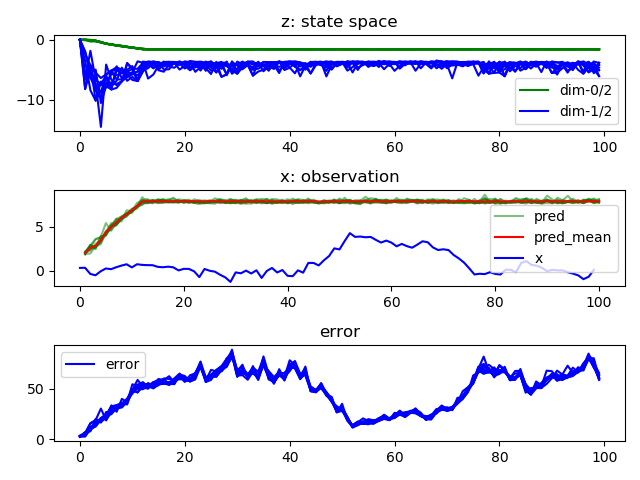 z: state space
0
−10
dim-0/2
dim-1/2
0 20 40 60 80 100
x: observation
5
0
pred
pred_mean
x
0 20 40 60 80 100
error
50
0
error
0 20 40 60 80 100